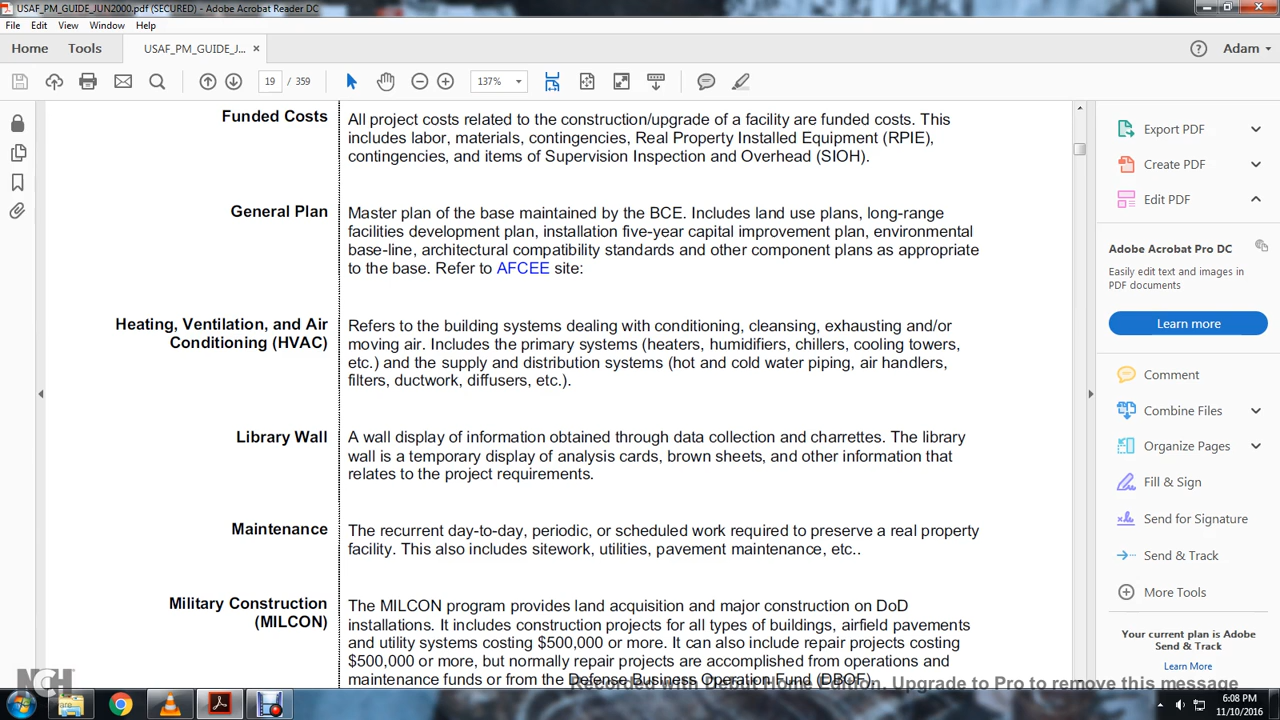 USAF_PM_GUIDE_JUN2000.pdf (SECURED) - Adobe Acrobat Reader DC
File Edit View Window Help
Home Tools USAF_PM_GUIDE_J... × Adam
19 / 359 137%
Funded Costs
All project costs related to the construction/upgrade of a facility are funded costs. This
includes labor, materials, contingencies, Real Property Installed Equipment (RPIE),
contingencies, and items of Supervision Inspection and Overhead (SIOH).
General Plan
Master plan of the base maintained by the BCE. Includes land use plans, long-range
facilities development plan, installation five-year capital improvement plan, environmental
base-line, architectural compatibility standards and other component plans as appropriate
to the base. Refer to AFCEE site:
Heating, Ventilation, and Air
Conditioning (HVAC)
Refers to the building systems dealing with conditioning, cleansing, exhausting and/or
moving air. Includes the primary systems (heaters, humidifiers, chillers, cooling towers,
etc.) and the supply and distribution systems (hot and cold water piping, air handlers,
filters, ductwork, diffusers, etc.).
Library Wall
A wall display of information obtained through data collection and charrettes. The library
wall is a temporary display of analysis cards, brown sheets, and other information that
relates to the project requirements.
Maintenance
The recurrent day-to-day, periodic, or scheduled work required to preserve a real property
facility. This also includes sitework, utilities, pavement maintenance, etc..
Military Construction
(MILCON)
The MILCON program provides land acquisition and major construction on DoD
installations. It includes construction projects for all types of buildings, airfield pavements
and utility systems costing $500,000 or more. It can also include repair projects costing
$500,000 or more, but normally repair projects are accomplished from operations and
maintenance funds or from the Defense Business Operation Fund (DBOF).
Export PDF
Create PDF
Edit PDF
Adobe Acrobat Pro DC
Easily edit text and images in
PDF documents
Learn more
Comment
Combine Files
Organize Pages
Fill & Sign
Send for Signature
Send & Track
More Tools
Your current plan is Adobe
Send & Track
Learn More
NCH
Recorded with Debut Home Edition. Upgrade to Pro to remove this message
6:08 PM
11/10/2016